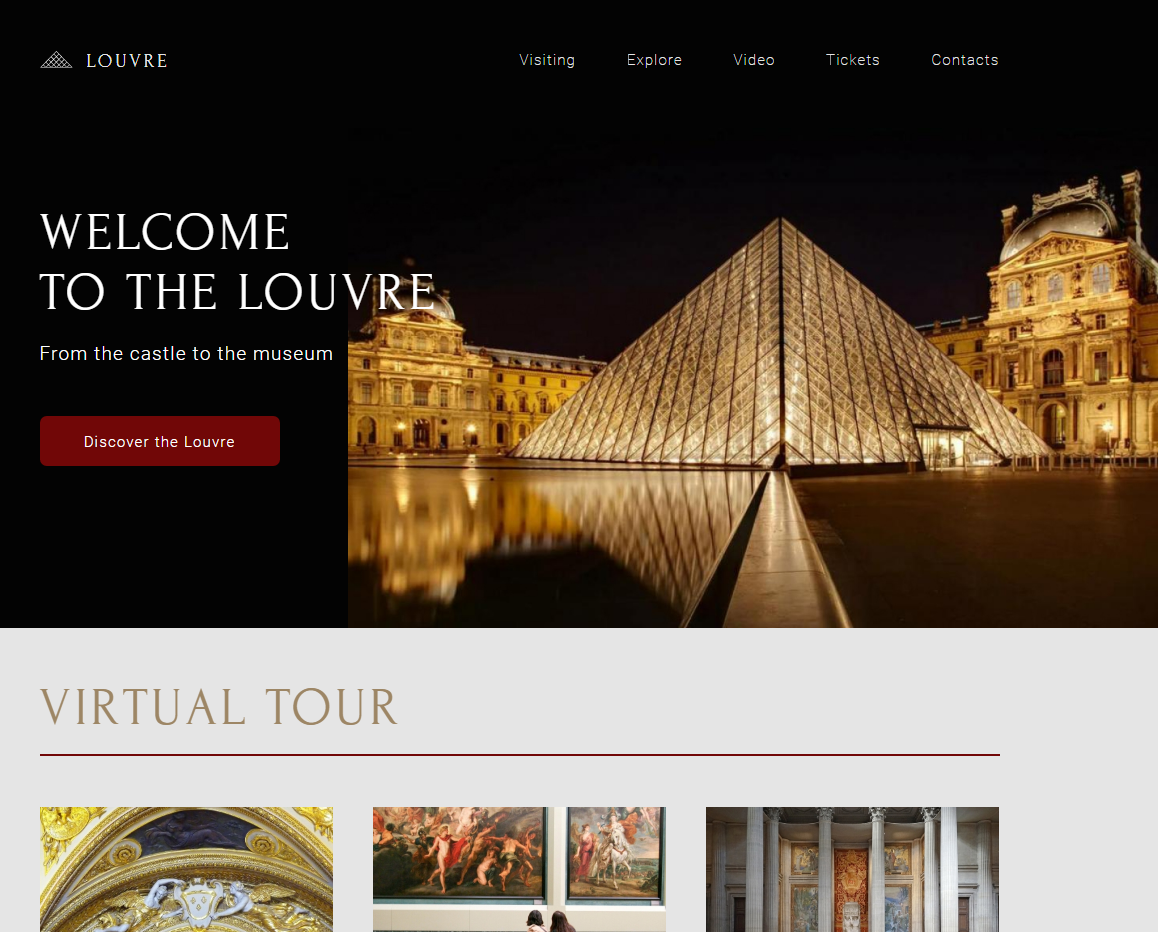 LOUVRE
Visiting Explore Video Tickets Contacts
WELCOME
TO THE LOUVRE
From the castle to the museum
Discover the Louvre
VIRTUAL TOUR